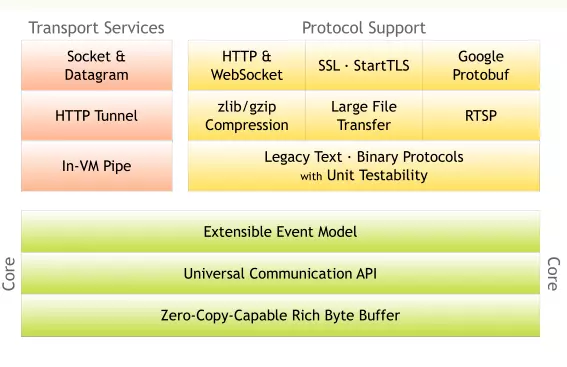 Transport Services
Protocol Support
Socket &
Datagram
HTTP &
WebSocket
SSL · StartTLS
Google
Protobuf
HTTP Tunnel
zlib/gzip
Compression
Large File
Transfer
RTSP
In-VM Pipe
Legacy Text · Binary Protocols
with Unit Testability
Core
Extensible Event Model
Universal Communication API
Zero-Copy-Capable Rich Byte Buffer
Core